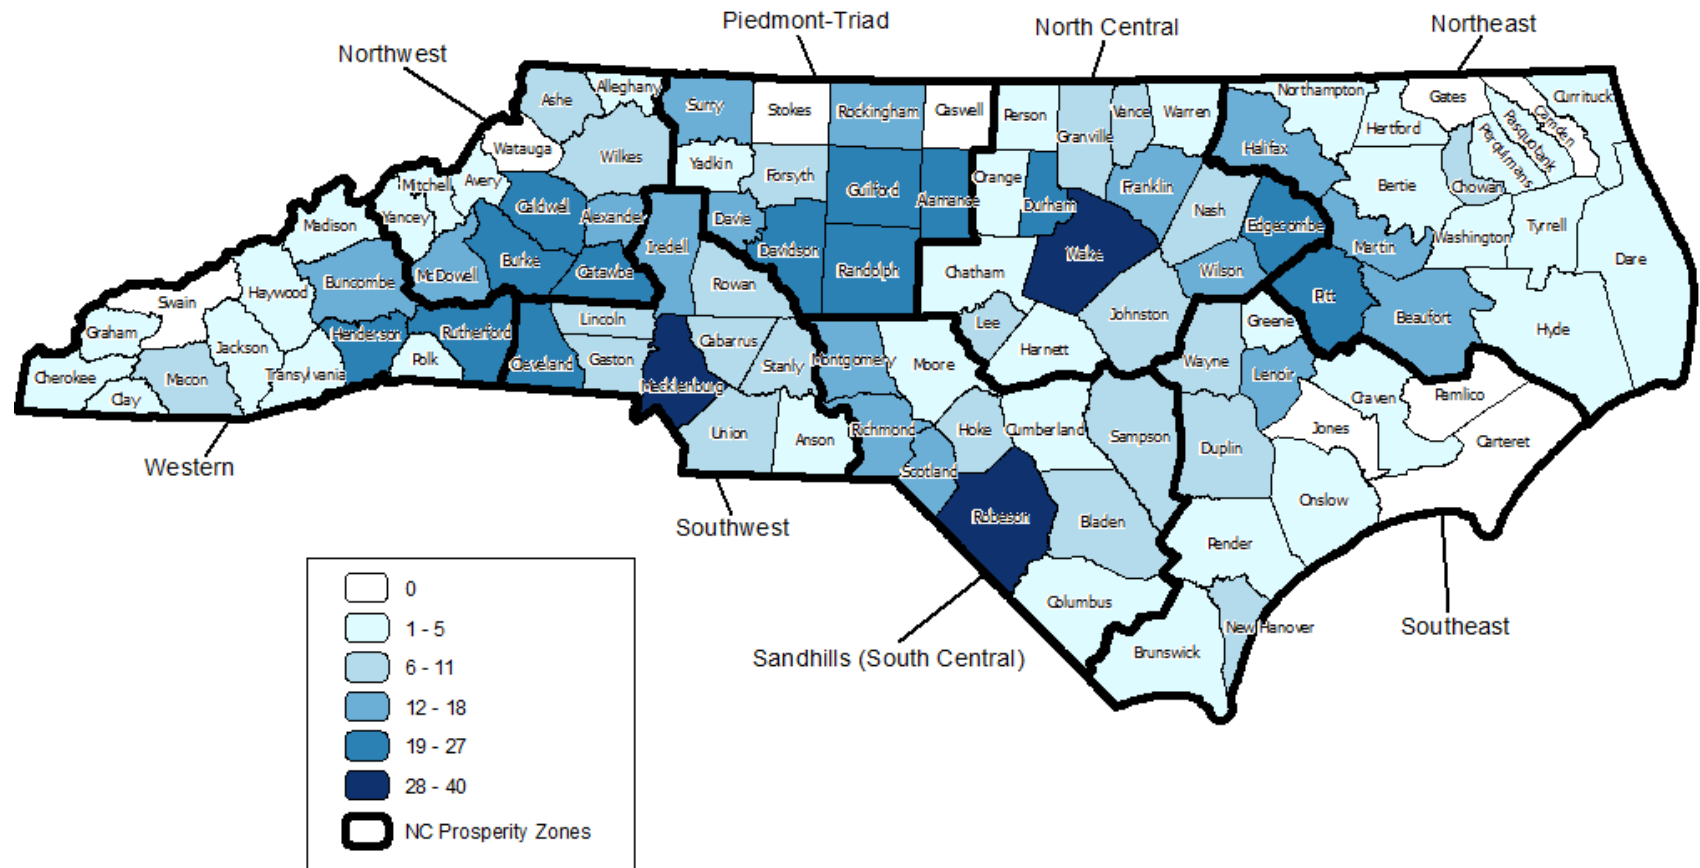 Piedmont-Triad
North Central
Northeast
Northwest
Alleghany
Ashe
Surry
Stokes
Rockingham
Caswell
Person
Granville
Vance
Warren
Northampton
Gates
Currituck
Camden
Pasquotank
Perquimans
Hertford
Halifax
Watauga
Wilkes
Yadkin
Forsyth
Guilford
Alamance
Orange
Durham
Franklin
Nash
Bertie
Chowan
Mitchell
Avery
Yancey
Caldwell
Alexander
Davie
Iredell
Davidson
Randolph
Wake
Edgecombe
Martin
Washington
Tyrrell
Dare
Madison
Buncombe
McDowell
Burke
Catawba
Rowan
Chatham
Wilson
Pitt
Beaufort
Hyde
Swain
Haywood
Graham
Jackson
Henderson
Rutherford
Polk
Cleveland
Lincoln
Gaston
Cabarrus
Stanly
Montgomery
Moore
Lee
Harnett
Johnston
Greene
Wayne
Lenoir
Cherokee
Macon
Clay
Transylvania
Mecklenburg
Union
Anson
Richmond
Scotland
Hoke
Cumberland
Sampson
Duplin
Jones
Craven
Pamlico
Carteret
Western
Southwest
Robeson
Bladen
Onslow
Pender
Columbus
New Hanover
Brunswick
Sandhills (South Central)
Southeast
0
1 - 5
6 - 11
12 - 18
19 - 27
28 - 40
NC Prosperity Zones